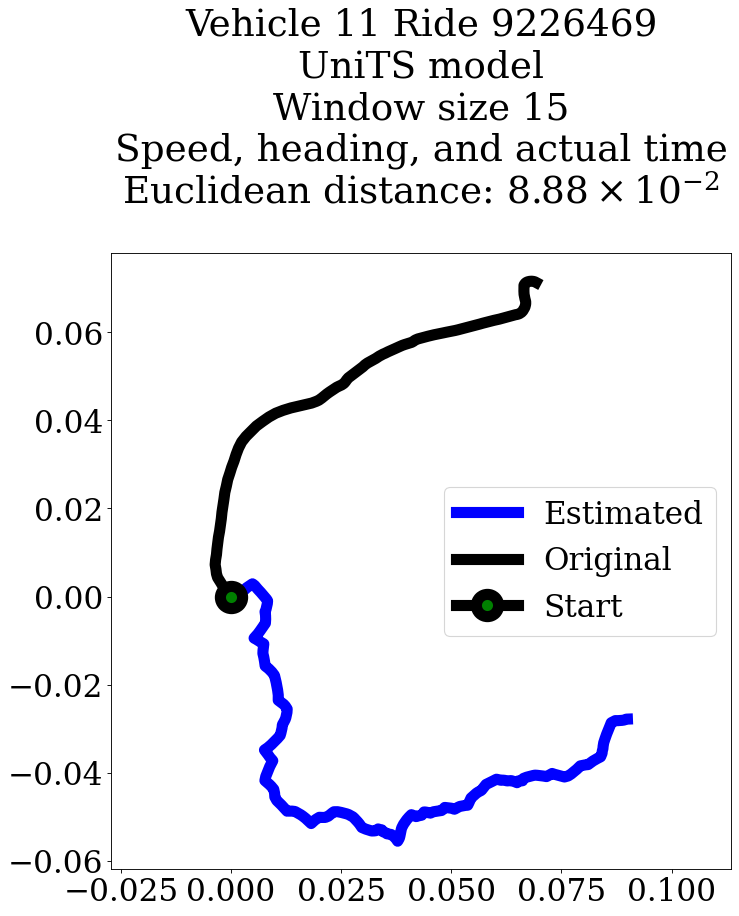 Vehicle 11 Ride 9226469
UniTS model
Window size 15
Speed, heading, and actual time
Euclidean distance: 8.88 × 10⁻²
0.06
0.04
0.02
0.00
−0.02
−0.04
−0.06
Estimated
Original
Start
−0.025 0.000 0.025 0.050 0.075 0.100